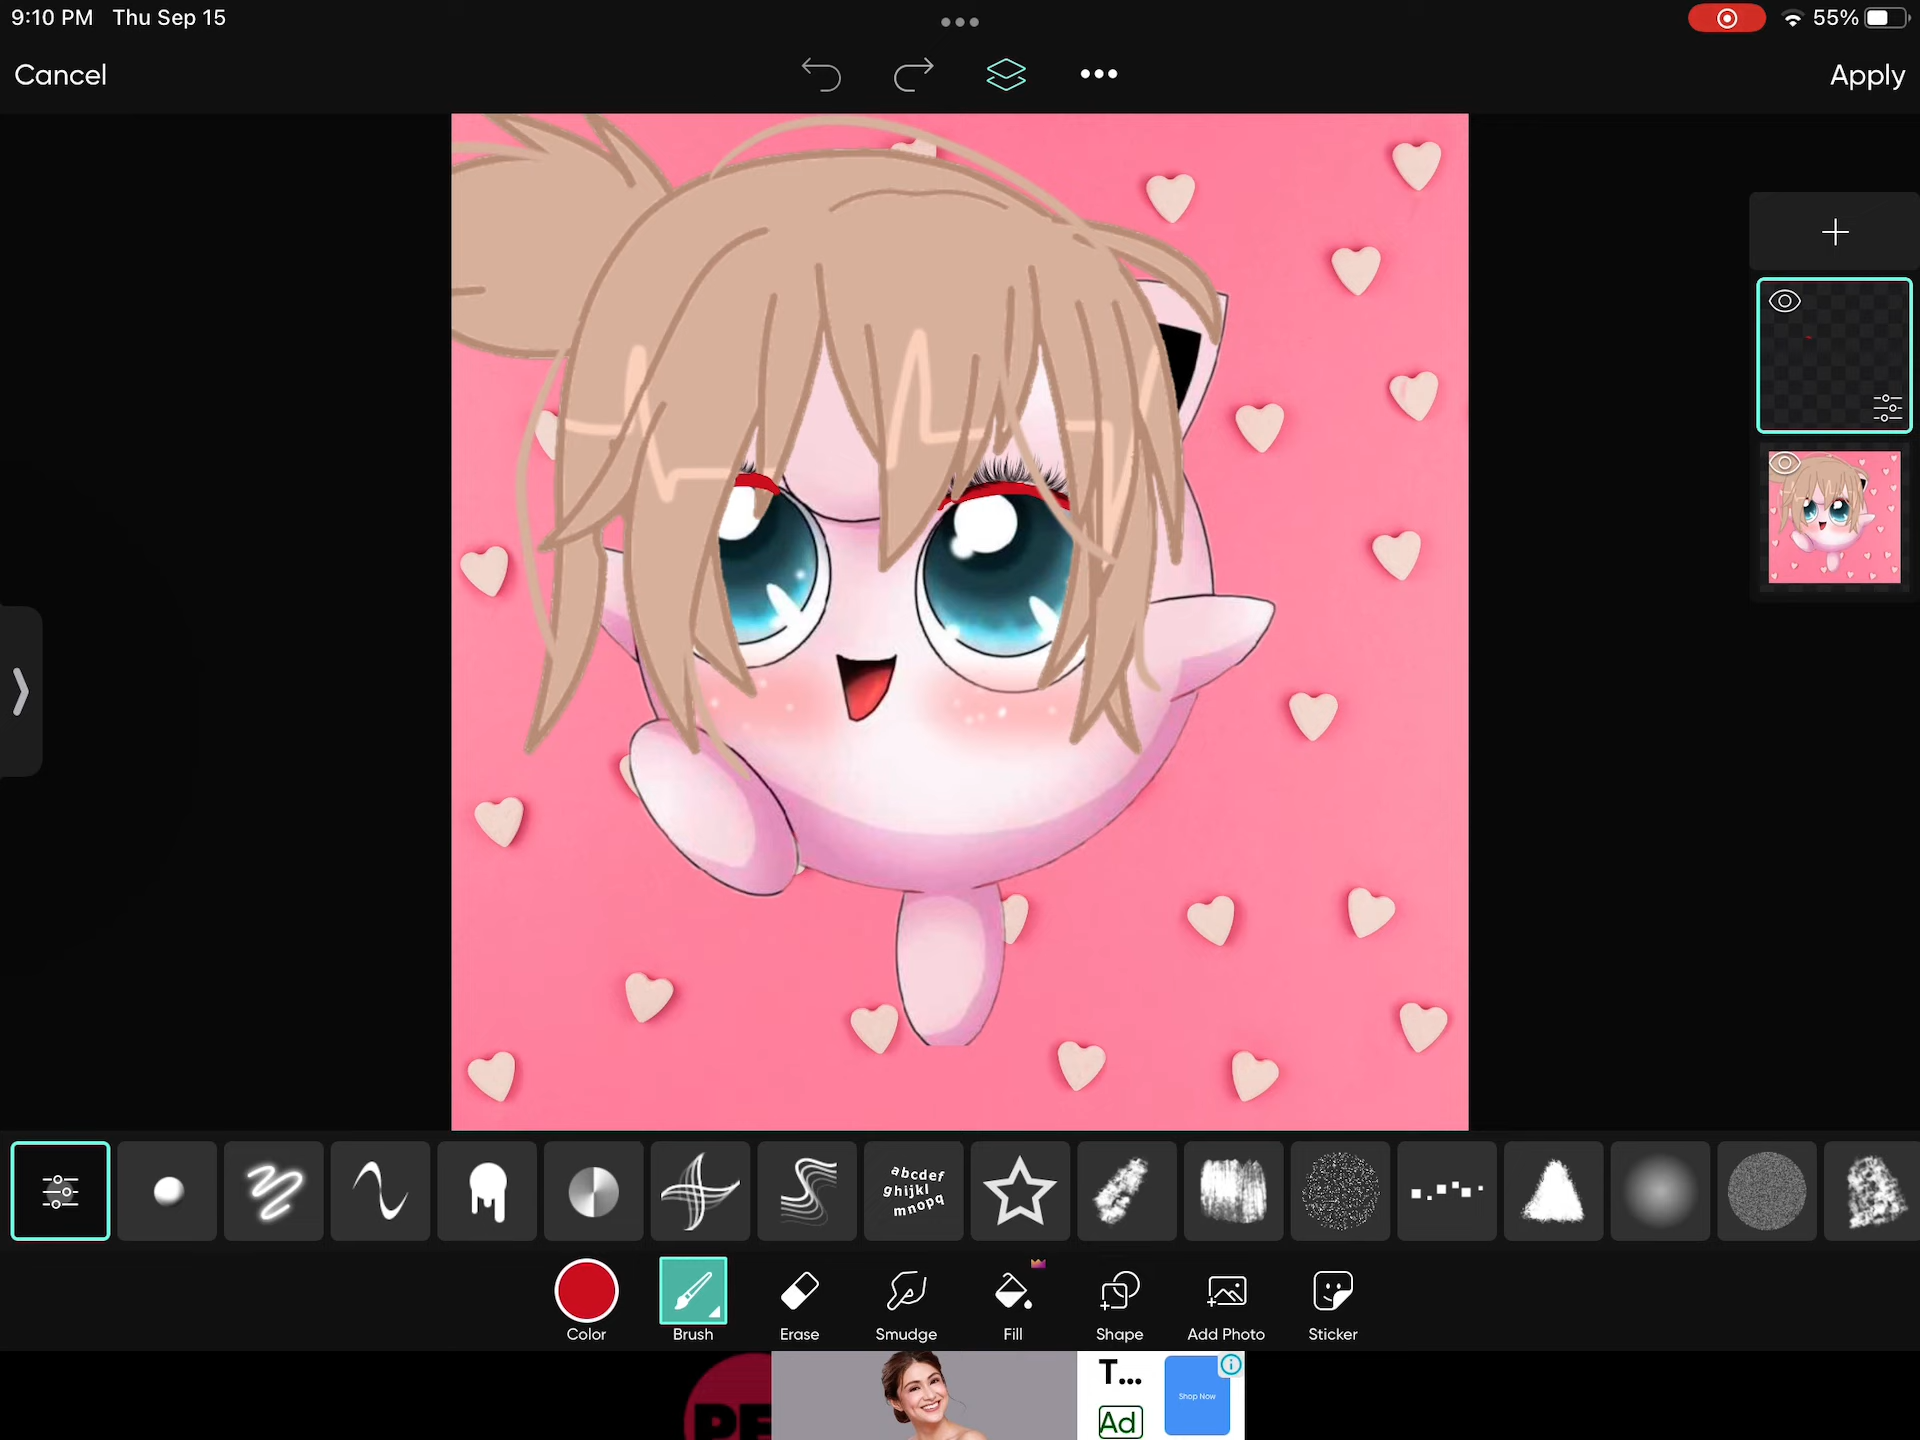 9:10 PM Thu Sep 15
55%
Cancel
Apply
abcdef
ghijkl
mnopq
Color
Brush
Erase
Smudge
Fill
Shape
Add Photo
Sticker
T...
Shop Now
Ad
PE